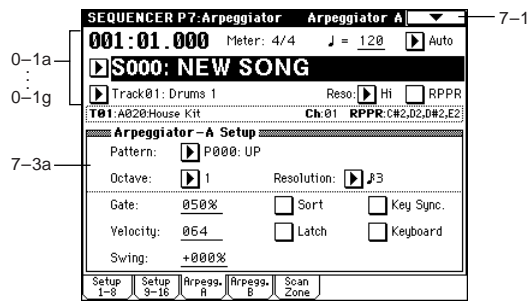 SEQUENCER P7:Arpeggiator Arpeggiator A
7–1
001:01.000 Meter: 4/4 ♩ = 120 Auto
0–1a
S000: NEW SONG
0–1g
Track01: Drums 1 Reso: Hi RPPR
T01:A020:House Kit Ch:01 RPPR:C#2,D2,D#2,E2
Arpeggiator-A Setup
7–3a
Pattern: P000: UP
Octave: 1 Resolution: ♪3
Gate: 050% Sort Key Sync.
Velocity: 064 Latch Keyboard
Swing: +000%
Setup 1-8 Setup 9-16 Arpegg. A Arpegg. B Scan Zone